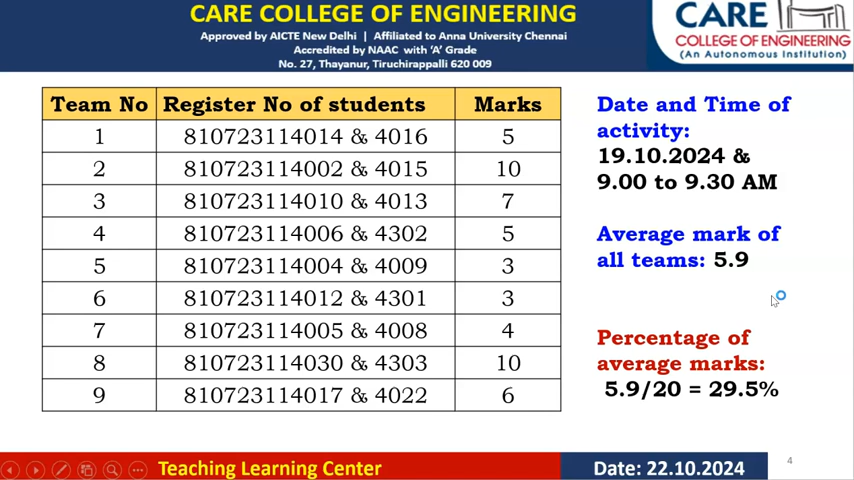 CARE COLLEGE OF ENGINEERING
Approved by AICTE New Delhi | Affiliated to Anna University Chennai
Accredited by NAAC with ‘A’ Grade
No. 27, Thayanur, Tiruchirappalli 620 009
CARE
COLLEGE OF ENGINEERING
(An Autonomous Institution)
Team No Register No of students Marks
1 810723114014 & 4016 5
2 810723114002 & 4015 10
3 810723114010 & 4013 7
4 810723114006 & 4302 5
5 810723114004 & 4009 3
6 810723114012 & 4301 3
7 810723114005 & 4008 4
8 810723114030 & 4303 10
9 810723114017 & 4022 6
Date and Time of
activity:
19.10.2024 &
9.00 to 9.30 AM
Average mark of
all teams: 5.9
Percentage of
average marks:
5.9/20 = 29.5%
Teaching Learning Center
Date: 22.10.2024
4